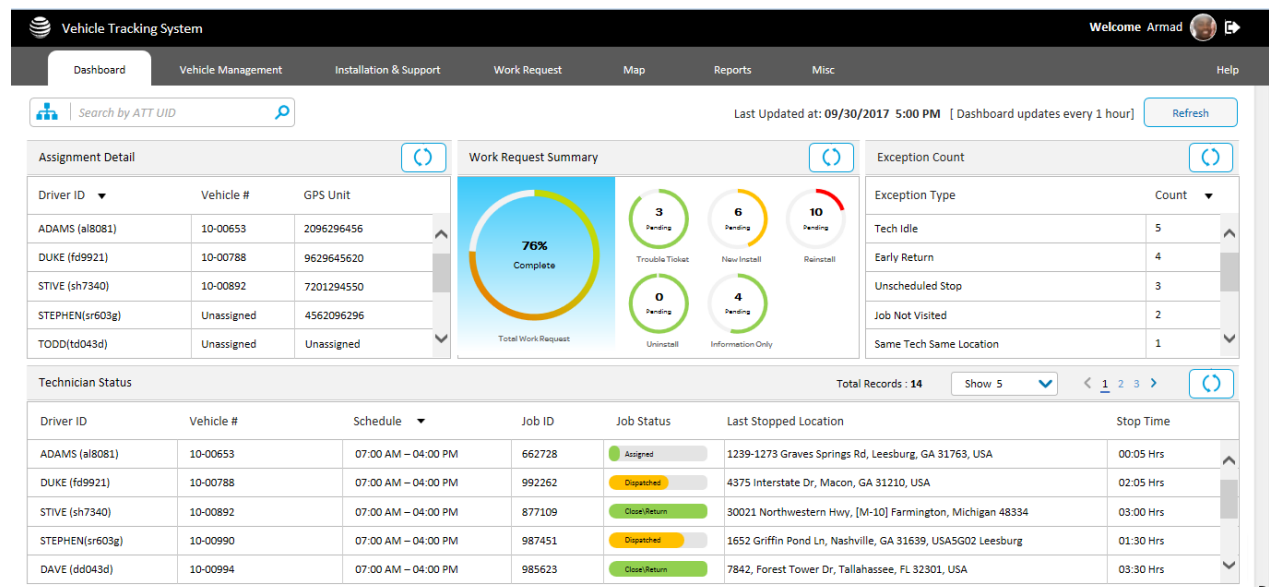 Vehicle Tracking System
Welcome Armad
Dashboard Vehicle Management Installation & Support Work Request Map Reports Misc Help
Search by ATT UID
Last Updated at: 09/30/2017 5:00 PM [ Dashboard updates every 1 hour] Refresh
Assignment Detail
Driver ID Vehicle # GPS Unit
ADAMS (al8081) 10-00653 2096296456
DUKE (fd9921) 10-00788 9629645620
STIVE (sh7340) 10-00892 7201294550
STEPHEN(sr603g) Unassigned 4562096296
TODD(td043d) Unassigned Unassigned
Work Request Summary
76%
Complete
Total Work Request
3
Pending
Trouble Ticket
6
Pending
New Install
10
Pending
Reinstall
0
Pending
Uninstall
4
Pending
Information Only
Exception Count
Exception Type Count
Tech Idle 5
Early Return 4
Unscheduled Stop 3
Job Not Visited 2
Same Tech Same Location 1
Technician Status
Total Records : 14 Show 5 1 2 3
Driver ID Vehicle # Schedule Job ID Job Status Last Stopped Location Stop Time
ADAMS (al8081) 10-00653 07:00 AM – 04:00 PM 662728 Assigned 1239-1273 Graves Springs Rd, Leesburg, GA 31763, USA 00:05 Hrs
DUKE (fd9921) 10-00788 07:00 AM – 04:00 PM 992262 Dispatched 4375 Interstate Dr, Macon, GA 31210, USA 02:05 Hrs
STIVE (sh7340) 10-00892 07:00 AM – 04:00 PM 877109 Close\Return 30021 Northwestern Hwy, [M-10] Farmington, Michigan 48334 03:00 Hrs
STEPHEN(sr603g) 10-00990 07:00 AM – 04:00 PM 987451 Dispatched 1652 Griffin Pond Ln, Nashville, GA 31639, USA5G02 Leesburg 01:30 Hrs
DAVE (dd043d) 10-00994 07:00 AM – 04:00 PM 985623 Close\Return 7842, Forest Tower Dr, Tallahassee, FL 32301, USA 03:30 Hrs